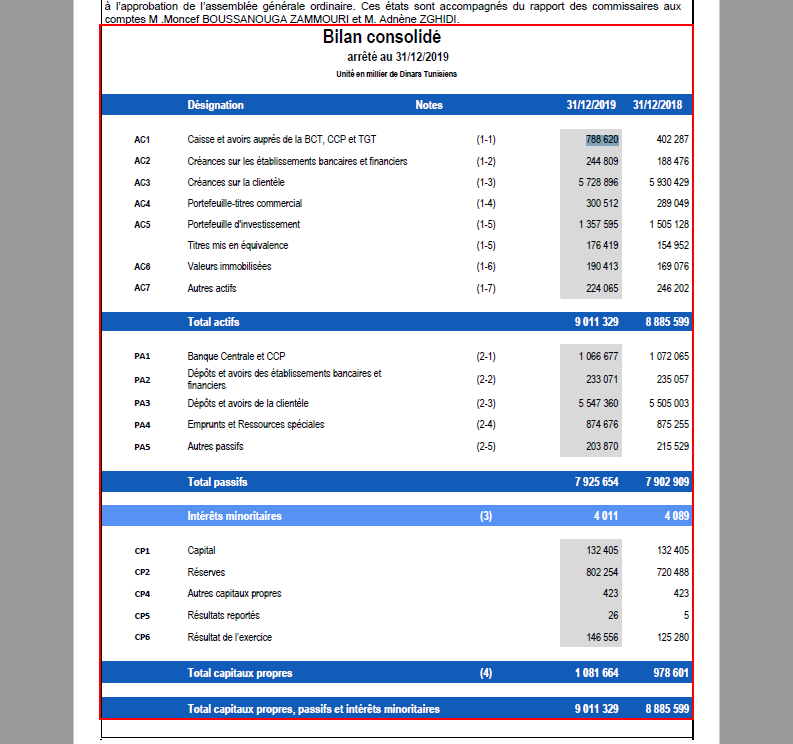 à l'approbation de l'assemblée générale ordinaire. Ces états sont accompagnés du rapport des commissaires aux
comptes M .Moncef BOUSSANOUGA ZAMMOURI et M. Adnène ZGHIDI.
Bilan consolidé
arrêté au 31/12/2019
Unité en millier de Dinars Tunisiens
Désignation Notes 31/12/2019 31/12/2018
AC1 Caisse et avoirs auprès de la BCT, CCP et TGT (1-1) 788 620 402 287
AC2 Créances sur les établissements bancaires et financiers (1-2) 244 809 188 476
AC3 Créances sur la clientèle (1-3) 5 728 896 5 930 429
AC4 Portefeuille-titres commercial (1-4) 300 512 289 049
AC5 Portefeuille d'investissement (1-5) 1 357 595 1 505 128
Titres mis en équivalence (1-5) 176 419 154 952
AC6 Valeurs immobilisées (1-6) 190 413 169 076
AC7 Autres actifs (1-7) 224 065 246 202
Total actifs 9 011 329 8 885 599
PA1 Banque Centrale et CCP (2-1) 1 066 677 1 072 065
PA2 Dépôts et avoirs des établissements bancaires et
financiers (2-2) 233 071 235 057
PA3 Dépôts et avoirs de la clientèle (2-3) 5 547 360 5 505 003
PA4 Emprunts et Ressources spéciales (2-4) 874 676 875 255
PA5 Autres passifs (2-5) 203 870 215 529
Total passifs 7 925 654 7 902 909
Intérêts minoritaires (3) 4 011 4 089
CP1 Capital 132 405 132 405
CP2 Réserves 802 254 720 488
CP4 Autres capitaux propres 423 423
CP5 Résultats reportés 26 5
CP6 Résultat de l'exercice 146 556 125 280
Total capitaux propres (4) 1 081 664 978 601
Total capitaux propres, passifs et intérêts minoritaires 9 011 329 8 885 599